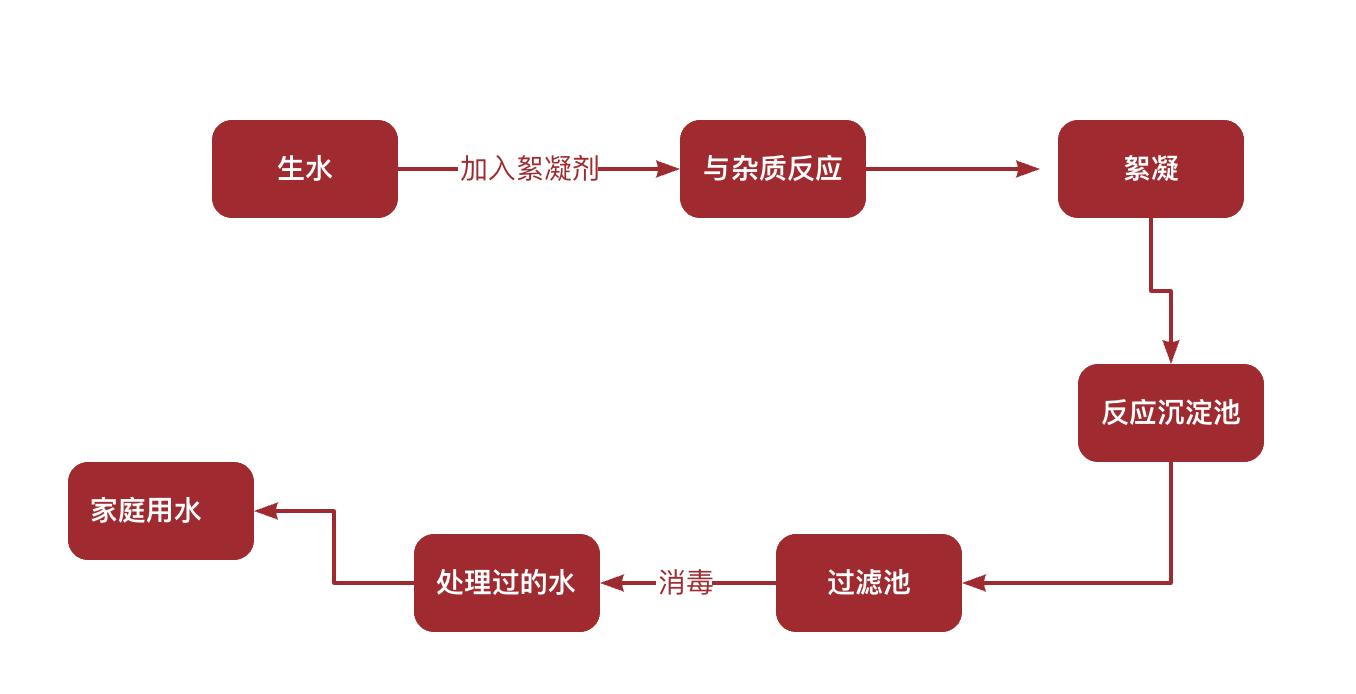 生水
加入絮凝剂
与杂质反应
絮凝
反应沉淀池
过滤池
消毒
处理过的水
家庭用水